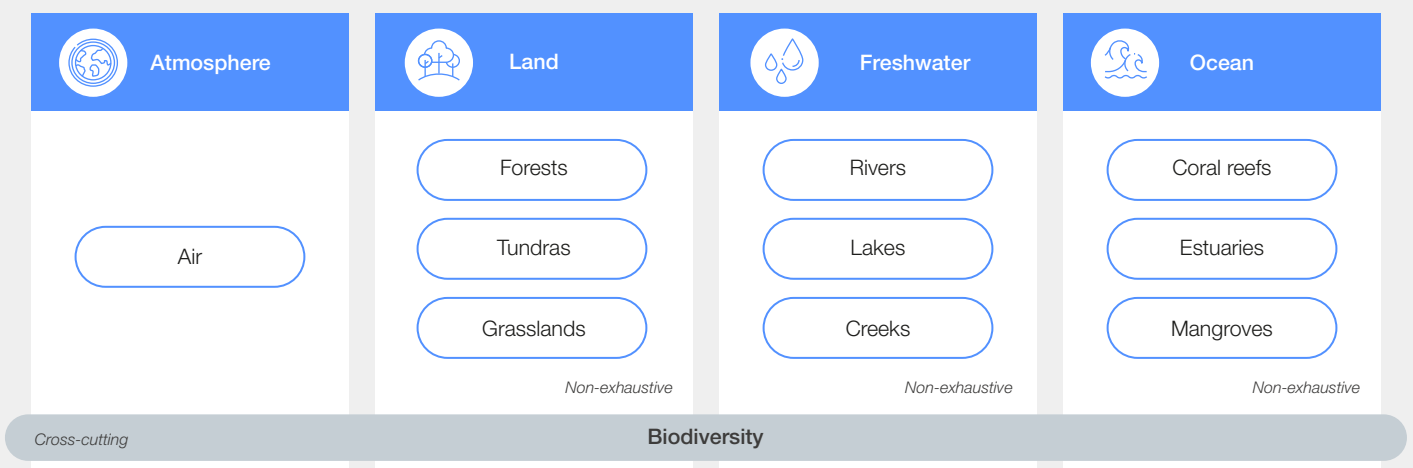 Atmosphere
Air
Land
Forests
Tundras
Grasslands
Non-exhaustive
Freshwater
Rivers
Lakes
Creeks
Non-exhaustive
Ocean
Coral reefs
Estuaries
Mangroves
Non-exhaustive
Cross-cutting
Biodiversity